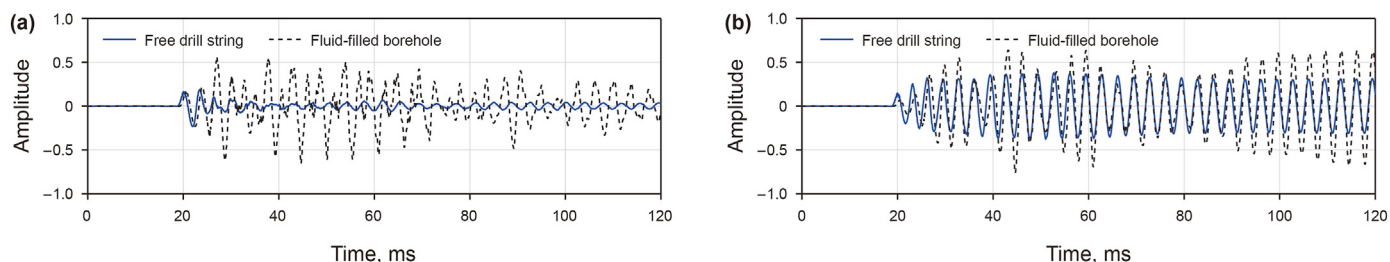 (a)
Amplitude
1.0
0.5
0
−0.5
−1.0
Free drill string
Fluid-filled borehole
0 20 40 60 80 100 120
Time, ms
(b)
Amplitude
1.0
0.5
0
−0.5
−1.0
Free drill string
Fluid-filled borehole
0 20 40 60 80 100 120
Time, ms